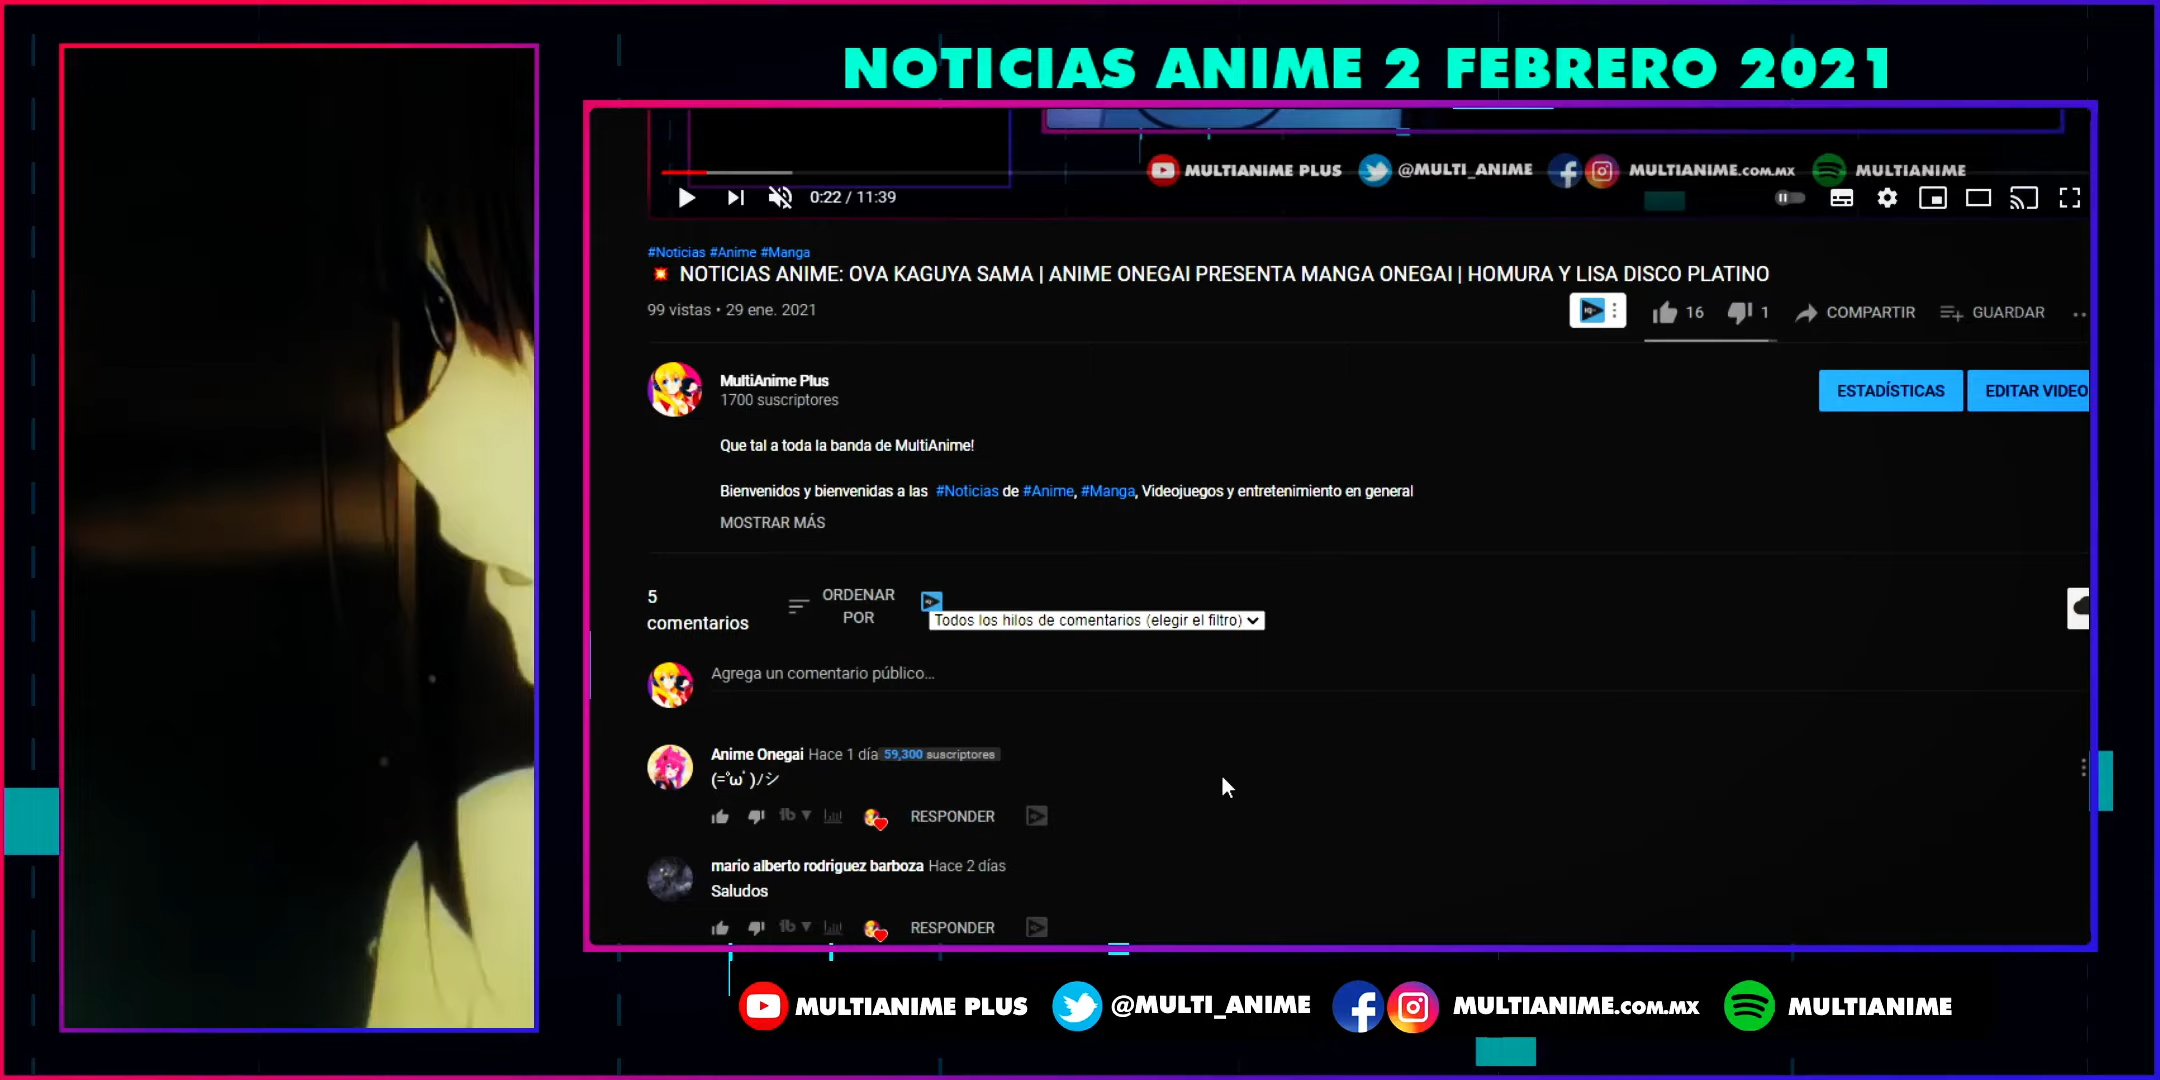 NOTICIAS ANIME 2 FEBRERO 2021
MULTIANIME PLUS @MULTI_ANIME MULTIANIME.COM.MX MULTIANIME
0:22 / 11:39
#Noticias #Anime #Manga
💥 NOTICIAS ANIME: OVA KAGUYA SAMA | ANIME ONEGAI PRESENTA MANGA ONEGAI | HOMURA Y LISA DISCO PLATINO
99 vistas • 29 ene. 2021
16 1 COMPARTIR GUARDAR
MultiAnime Plus
1700 suscriptores
ESTADÍSTICAS EDITAR VIDEO
Que tal a toda la banda de MultiAnime!
Bienvenidos y bienvenidas a las #Noticias de #Anime, #Manga, Videojuegos y entretenimiento en general
MOSTRAR MÁS
5
comentarios
ORDENAR
POR
Todos los hilos de comentarios (elegir el filtro)
Agrega un comentario público...
Anime Onegai Hace 1 día 59,300 suscriptores
(=ﾟωﾟ)ﾉシ
RESPONDER
mario alberto rodriguez barboza Hace 2 días
Saludos
RESPONDER
MULTIANIME PLUS @MULTI_ANIME MULTIANIME.COM.MX MULTIANIME